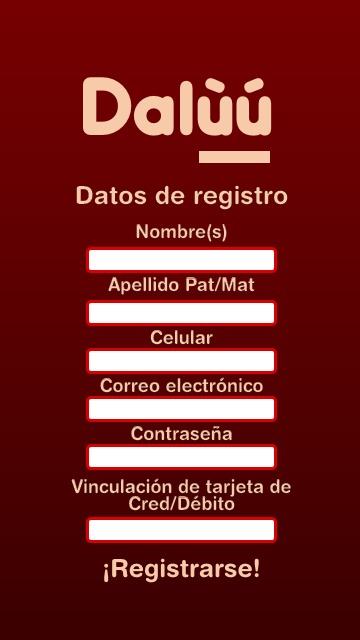 Dalùú
Datos de registro
Nombre(s)
Apellido Pat/Mat
Celular
Correo electrónico
Contraseña
Vinculación de tarjeta de
Cred/Débito
¡Registrarse!